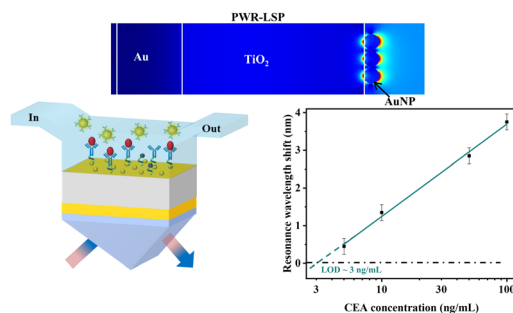 PWR-LSP
Au
TiO₂
AuNP
In
Out
Resonance wavelength shift (nm)
4
3
2
1
0
LOD ~ 3 ng/mL
3
10
30
100
CEA concentration (ng/mL)